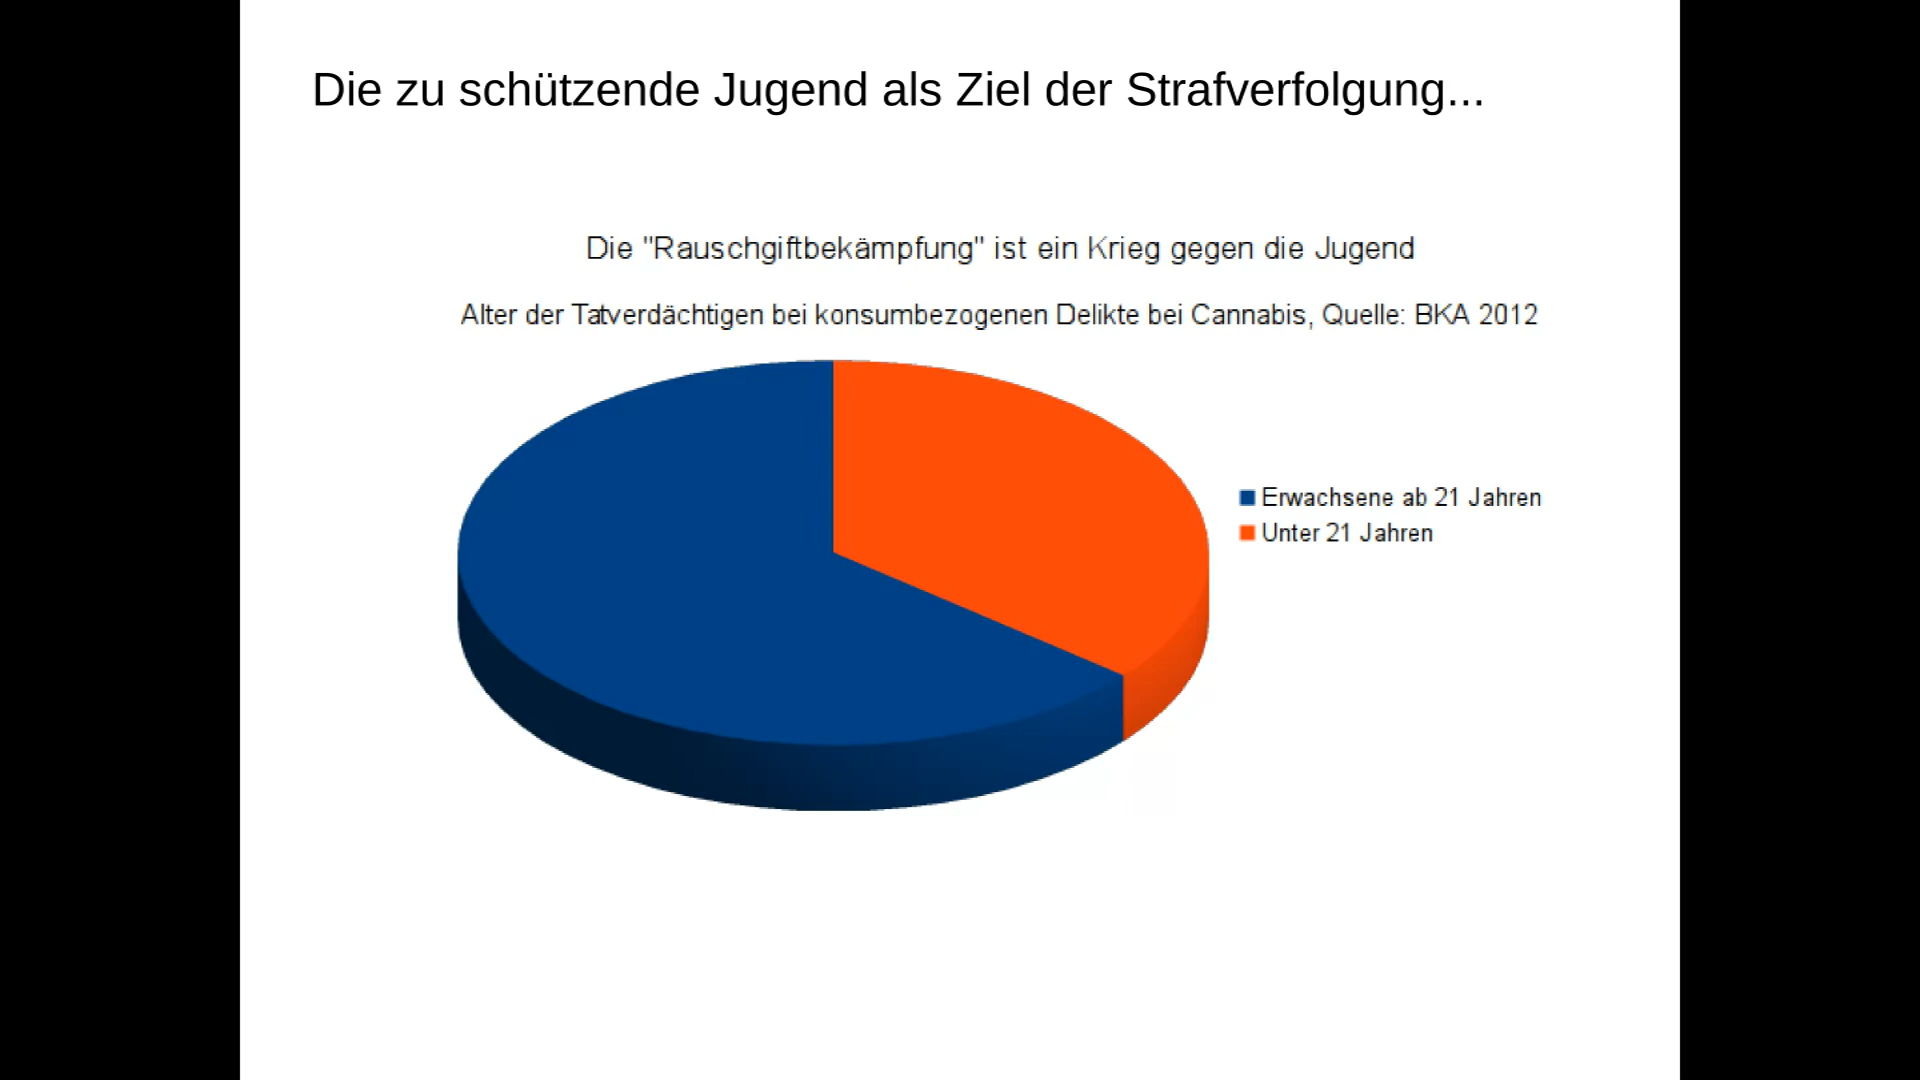 Die zu schützende Jugend als Ziel der Strafverfolgung...
Die "Rauschgiftbekämpfung" ist ein Krieg gegen die Jugend
Alter der Tatverdächtigen bei konsumbezogenen Delikte bei Cannabis, Quelle: BKA 2012
Erwachsene ab 21 Jahren
Unter 21 Jahren